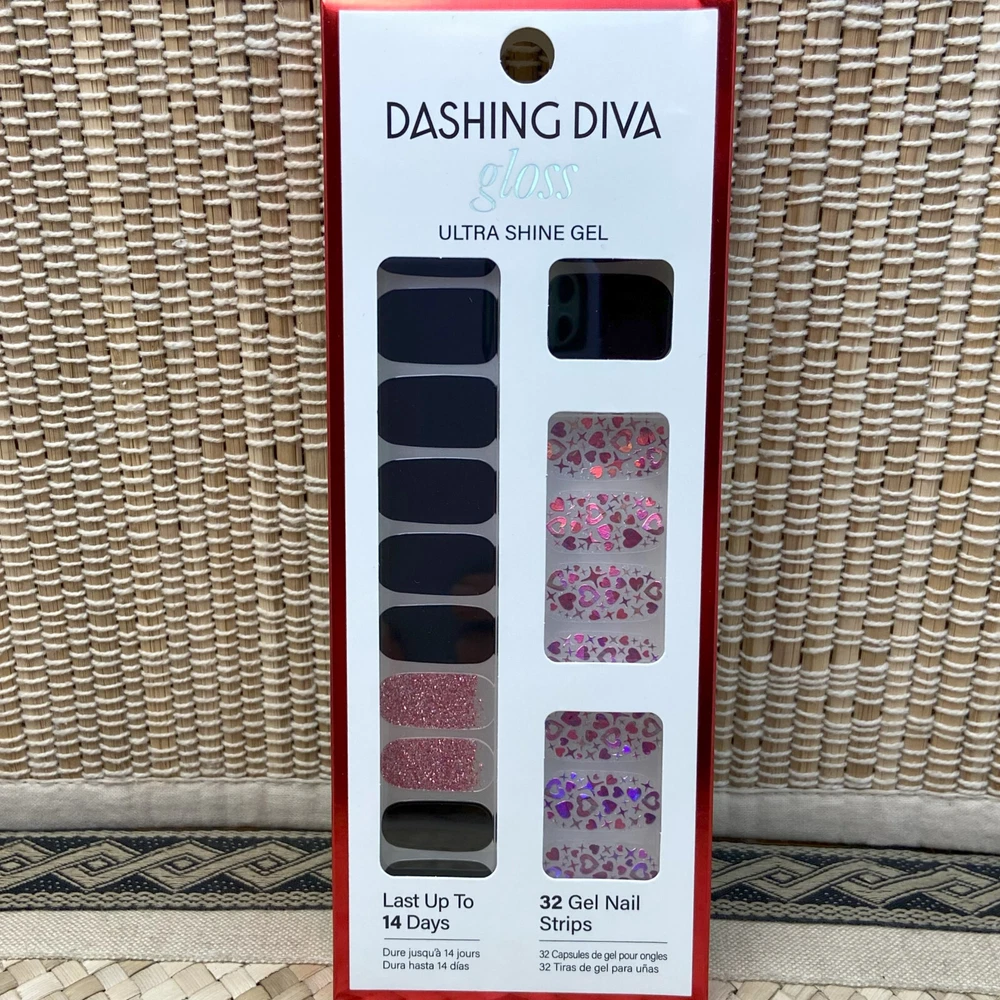 DASHING DIVA
gloss
ULTRA SHINE GEL
Last Up To
14 Days
Dure jusqu'à 14 jours
Dura hasta 14 días
32 Gel Nail
Strips
32 Capsules de gel pour ongles
32 Tiras de gel para uñas